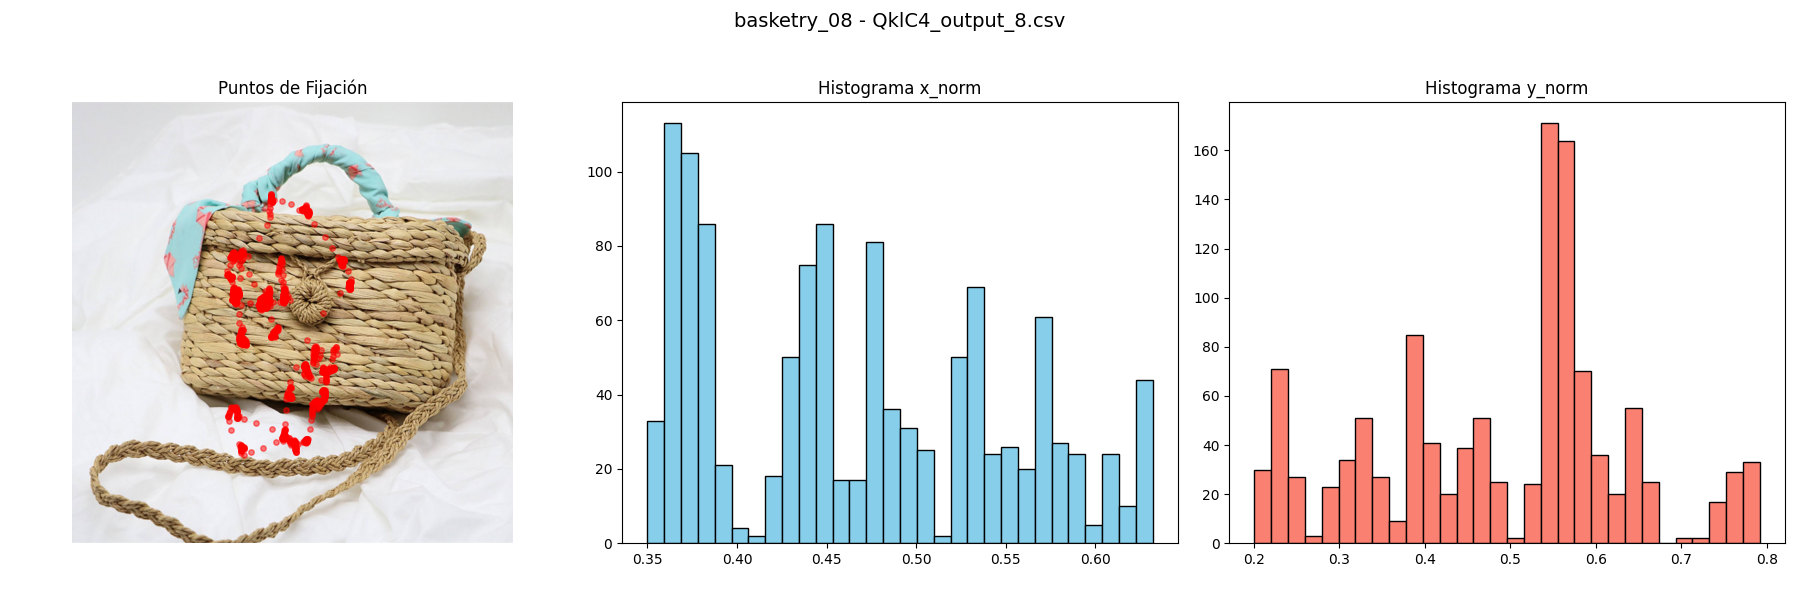 basketry_08 - QklC4_output_8.csv
Puntos de Fijación
Histograma x_norm
Histograma y_norm
100
80
60
40
20
0
0.35 0.40 0.45 0.50 0.55 0.60
160
140
120
100
80
60
40
20
0
0.2 0.3 0.4 0.5 0.6 0.7 0.8